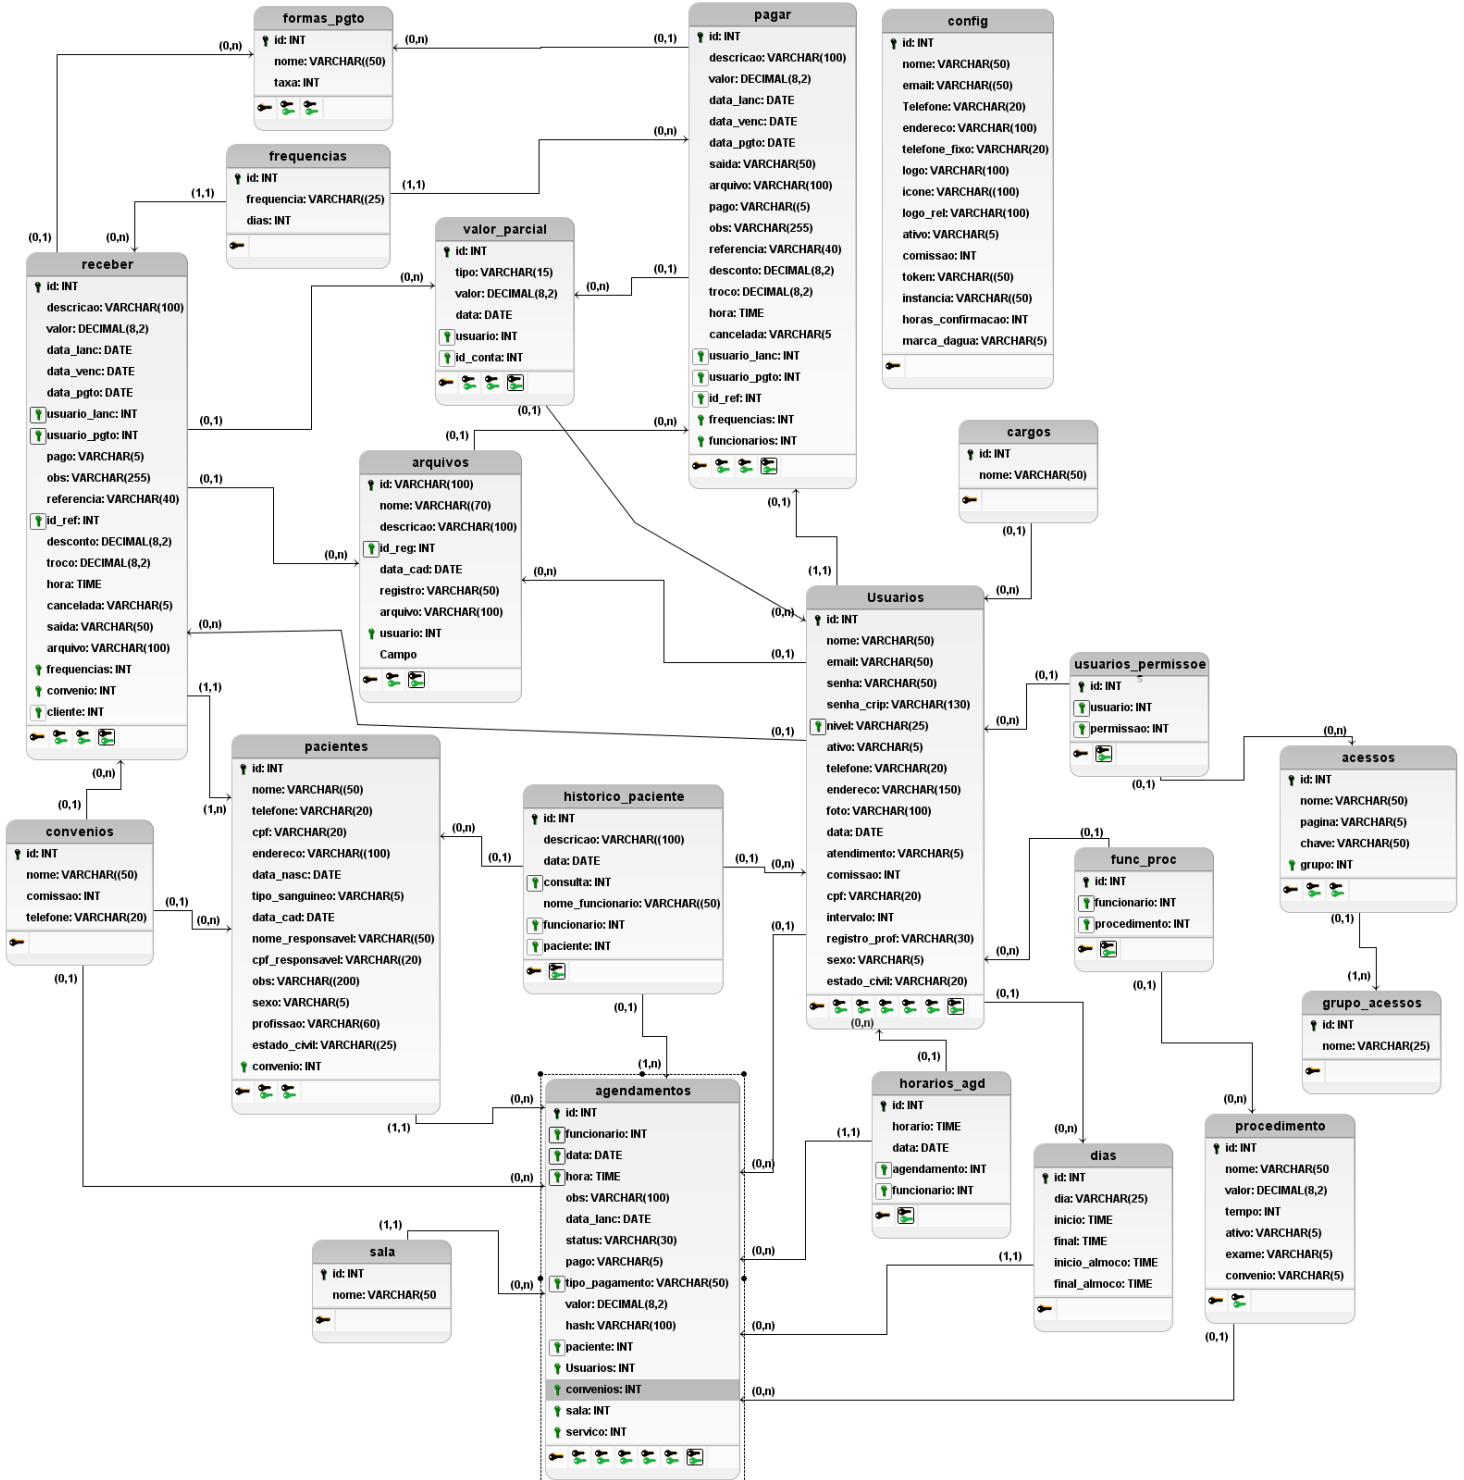 formas_pgto
id: INT
nome: VARCHAR((50)
taxa: INT
(0,n)
(0,n)
(0,1)
pagar
id: INT
descricao: VARCHAR(100)
valor: DECIMAL(8,2)
data_lanc: DATE
data_venc: DATE
data_pgto: DATE
saida: VARCHAR(50)
arquivo: VARCHAR(100)
pago: VARCHAR((5)
obs: VARCHAR(255)
referencia: VARCHAR(40)
desconto: DECIMAL(8,2)
troco: DECIMAL(8,2)
hora: TIME
cancelada: VARCHAR(5
usuario_lanc: INT
usuario_pgto: INT
id_ref: INT
frequencias: INT
funcionarios: INT
config
id: INT
nome: VARCHAR(50)
email: VARCHAR((50)
Telefone: VARCHAR(20)
endereco: VARCHAR(100)
telefone_fixo: VARCHAR(20)
logo: VARCHAR(100)
icone: VARCHAR((100)
logo_rel: VARCHAR(100)
ativo: VARCHAR(5)
comissao: INT
token: VARCHAR((50)
instancia: VARCHAR((50)
horas_confirmacao: INT
marca_dagua: VARCHAR(5)
frequencias
id: INT
frequencia: VARCHAR((25)
dias: INT
(1,1)
(1,1)
(0,n)
(0,1)
(0,n)
receber
id: INT
descricao: VARCHAR(100)
valor: DECIMAL(8,2)
data_lanc: DATE
data_venc: DATE
data_pgto: DATE
usuario_lanc: INT
usuario_pgto: INT
pago: VARCHAR(5)
obs: VARCHAR(255)
referencia: VARCHAR(40)
id_ref: INT
desconto: DECIMAL(8,2)
troco: DECIMAL(8,2)
hora: TIME
cancelada: VARCHAR(5)
saida: VARCHAR(50)
arquivo: VARCHAR(100)
frequencias: INT
convenio: INT
cliente: INT
valor_parcial
id: INT
tipo: VARCHAR(15)
valor: DECIMAL(8,2)
data: DATE
usuario: INT
id_conta: INT
(0,n)
(0,n)
(0,1)
(0,1)
(0,1)
(0,1)
(0,n)
(0,1)
(0,n)
(0,n)
(0,n)
(1,1)
arquivos
id: VARCHAR(100)
nome: VARCHAR((70)
descricao: VARCHAR(100)
id_reg: INT
data_cad: DATE
registro: VARCHAR(50)
arquivo: VARCHAR(100)
usuario: INT
Campo
cargos
id: INT
nome: VARCHAR(50)
(0,1)
(0,n)
(0,1)
(1,1)
(0,n)
Usuarios
id: INT
nome: VARCHAR(50)
email: VARCHAR(50)
senha: VARCHAR(50)
senha_crip: VARCHAR(130)
nivel: VARCHAR(25)
ativo: VARCHAR(5)
telefone: VARCHAR(20)
endereco: VARCHAR(150)
foto: VARCHAR(100)
data: DATE
atendimento: VARCHAR(5)
comissao: INT
cpf: VARCHAR(20)
intervalo: INT
registro_prof: VARCHAR(30)
sexo: VARCHAR(5)
estado_civil: VARCHAR(20)
(0,1)
(0,1)
(0,1)
(0,n)
usuarios_permissoe
s
id: INT
usuario: INT
permissao: INT
(0,1)
(0,n)
acessos
id: INT
nome: VARCHAR(50)
pagina: VARCHAR(5)
chave: VARCHAR(50)
grupo: INT
(0,1)
(1,n)
grupo_acessos
id: INT
nome: VARCHAR(25)
(0,1)
func_proc
id: INT
funcionario: INT
procedimento: INT
(0,n)
(0,1)
(0,n)
(0,1)
convenios
id: INT
nome: VARCHAR((50)
comissao: INT
telefone: VARCHAR(20)
(0,n)
(1,n)
(0,1)
(0,n)
(0,1)
pacientes
id: INT
nome: VARCHAR((50)
telefone: VARCHAR(20)
cpf: VARCHAR(20)
endereco: VARCHAR((100)
data_nasc: DATE
tipo_sanguineo: VARCHAR(5)
data_cad: DATE
nome_responsavel: VARCHAR((50)
cpf_responsavel: VARCHAR((20)
obs: VARCHAR((200)
sexo: VARCHAR(5)
profissao: VARCHAR(60)
estado_civil: VARCHAR((25)
convenio: INT
(0,n)
(0,1)
historico_paciente
id: INT
descricao: VARCHAR((100)
data: DATE
consulta: INT
nome_funcionario: VARCHAR((50)
funcionario: INT
paciente: INT
(0,1)
(0,n)
(0,1)
(0,1)
(1,n)
(0,1)
(0,n)
(0,1)
horarios_agd
id: INT
horario: TIME
data: DATE
agendamento: INT
funcionario: INT
(1,1)
(0,n)
(1,1)
(0,n)
(0,n)
agendamentos
id: INT
funcionario: INT
data: DATE
hora: TIME
obs: VARCHAR(100)
data_lanc: DATE
status: VARCHAR(30)
pago: VARCHAR(5)
tipo_pagamento: VARCHAR(50)
valor: DECIMAL(8,2)
hash: VARCHAR(100)
paciente: INT
Usuarios: INT
convenios: INT
sala: INT
servico: INT
(0,n)
(0,n)
(0,n)
(0,n)
(1,1)
sala
id: INT
nome: VARCHAR(50
(0,n)
dias
id: INT
dia: VARCHAR(25)
inicio: TIME
final: TIME
inicio_almoco: TIME
final_almoco: TIME
(1,1)
(0,n)
procedimento
id: INT
nome: VARCHAR(50
valor: DECIMAL(8,2)
tempo: INT
ativo: VARCHAR(5)
exame: VARCHAR(5)
convenio: VARCHAR(5)
(0,1)